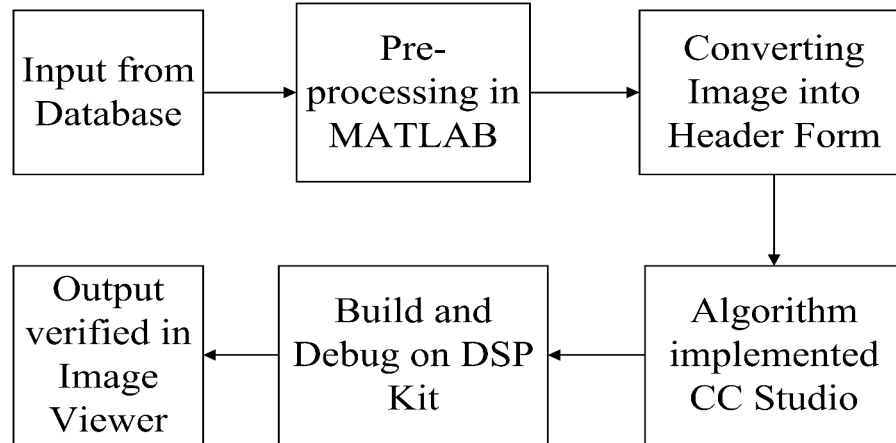 Input from
Database
Pre-
processing in
MATLAB
Converting
Image into
Header Form
Algorithm
implemented
CC Studio
Build and
Debug on DSP
Kit
Output
verified in
Image
Viewer